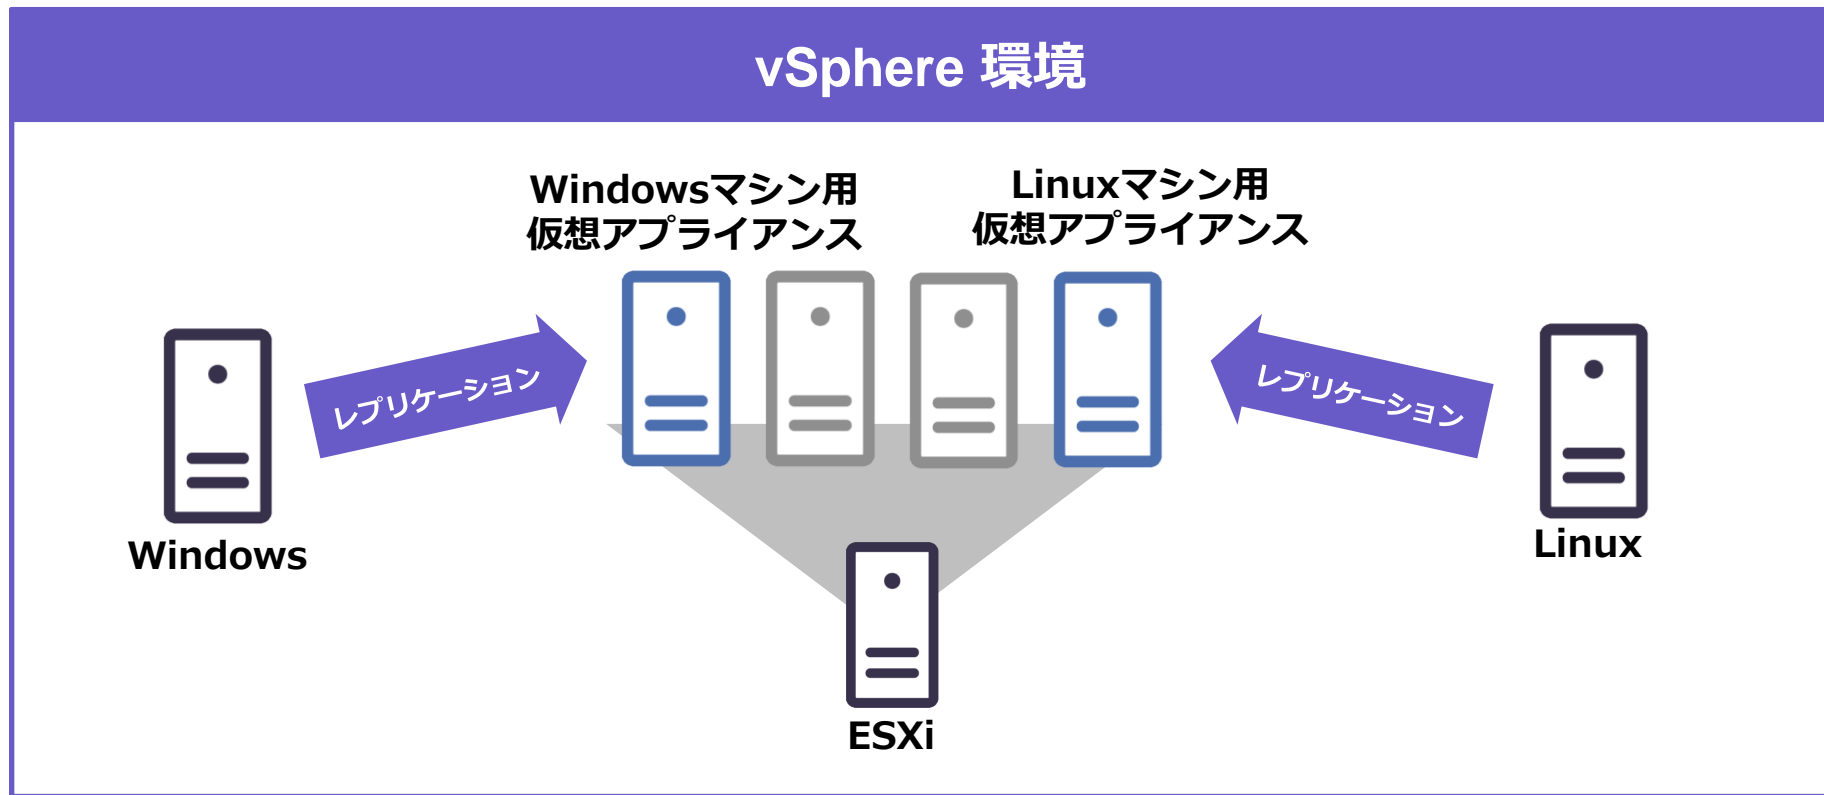 vSphere 環境
Windowsマシン用
仮想アプライアンス
Linuxマシン用
仮想アプライアンス
レプリケーション
レプリケーション
Windows
Linux
ESXi